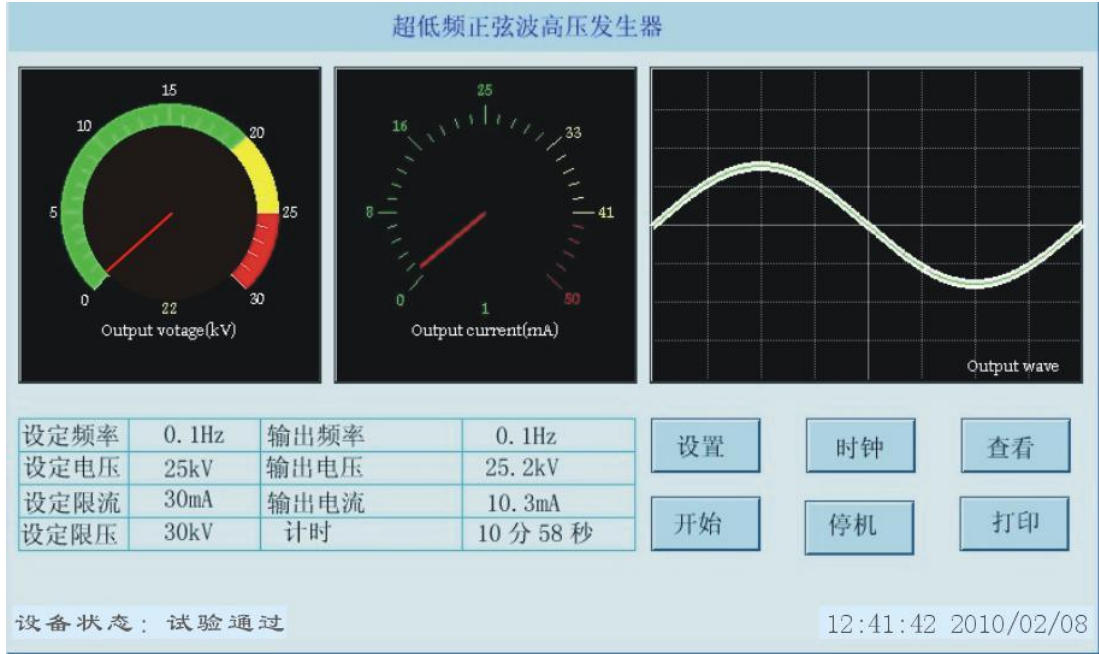 超低频正弦波高压发生器
15
10 20
5 25
0 30
22
Output votage(kV)
25
16 33
8 41
0 50
1
Output current(mA)
Output wave
设定频率 0.1Hz 输出频率 0.1Hz
设定电压 25kV 输出电压 25.2kV
设定限流 30mA 输出电流 10.3mA
设定限压 30kV 计时 10分58秒
设置 时钟 查看
开始 停机 打印
设备状态：试验通过
12:41:42 2010/02/08